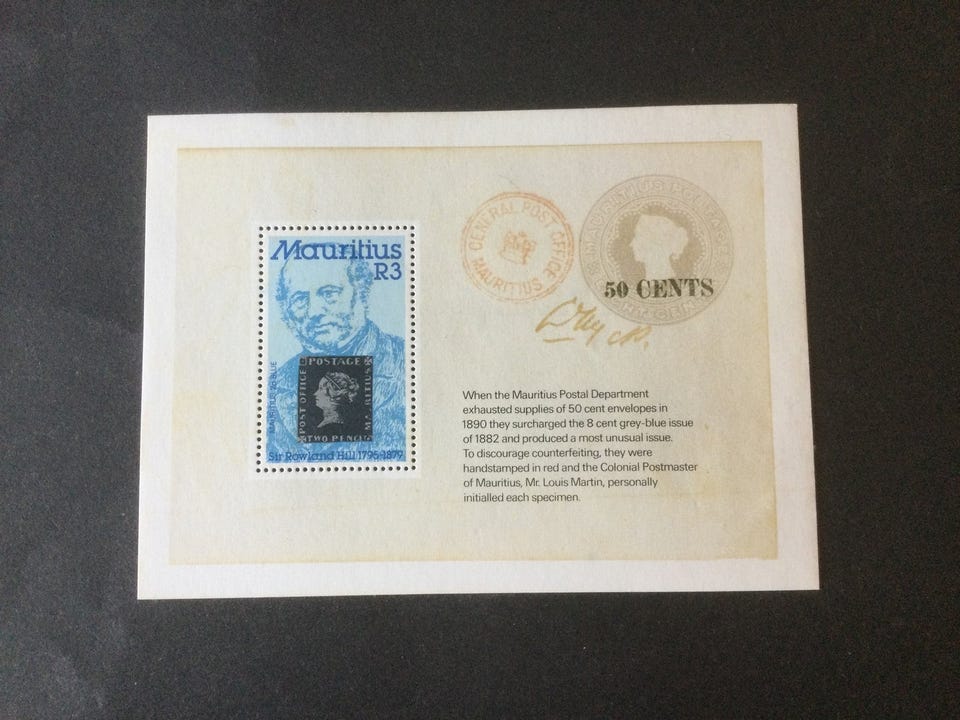 Mauritius
R3
MAURITIUS 2d BLUE
POSTAGE
POST OFFICE
MAURITIUS
TWO PENCE
Sir Rowland Hill 1795-1879
GENERAL POST OFFICE
MAURITIUS
50 CENTS
When the Mauritius Postal Department
exhausted supplies of 50 cent envelopes in
1890 they surcharged the 8 cent grey-blue issue
of 1882 and produced a most unusual issue.
To discourage counterfeiting, they were
handstamped in red and the Colonial Postmaster
of Mauritius, Mr. Louis Martin, personally
initialled each specimen.